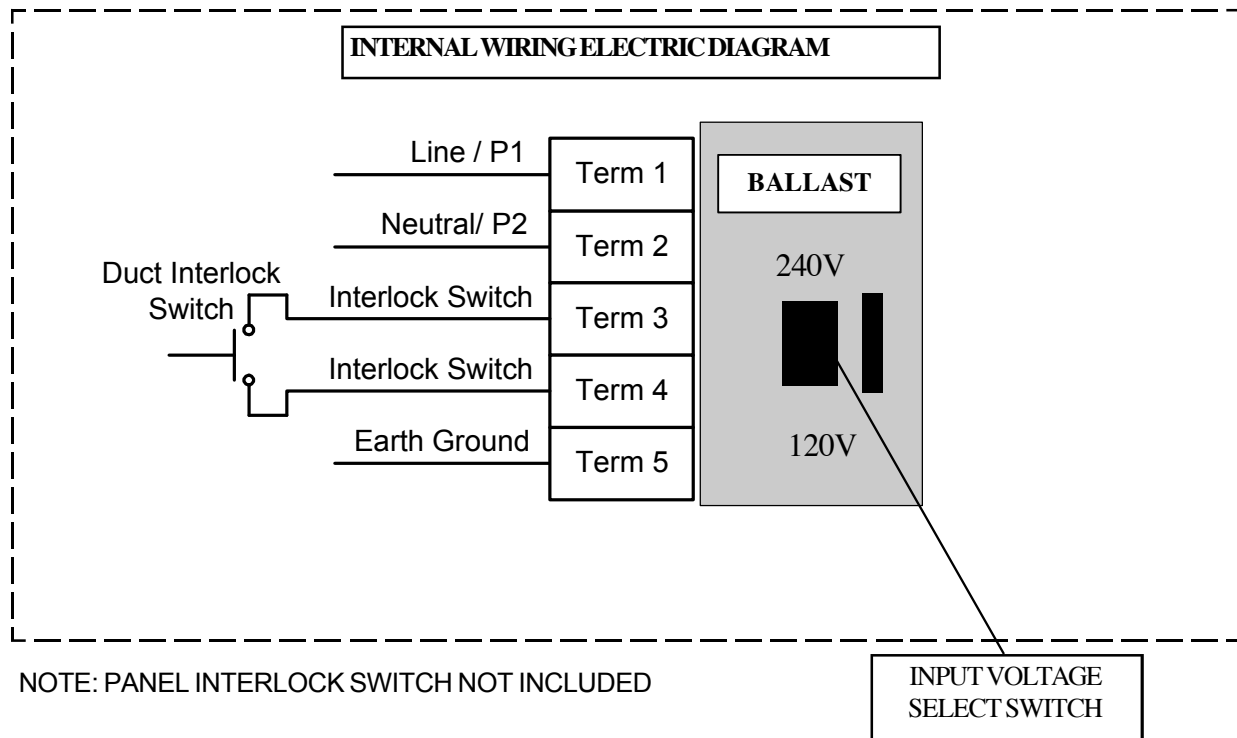 INTERNAL WIRING ELECTRIC DIAGRAM
Line / P1
Term 1
BALLAST
Neutral/ P2
Term 2
240V
Duct Interlock
Switch
Interlock Switch
Term 3
Interlock Switch
Term 4
Earth Ground
Term 5
120V
NOTE: PANEL INTERLOCK SWITCH NOT INCLUDED
INPUT VOLTAGE
SELECT SWITCH